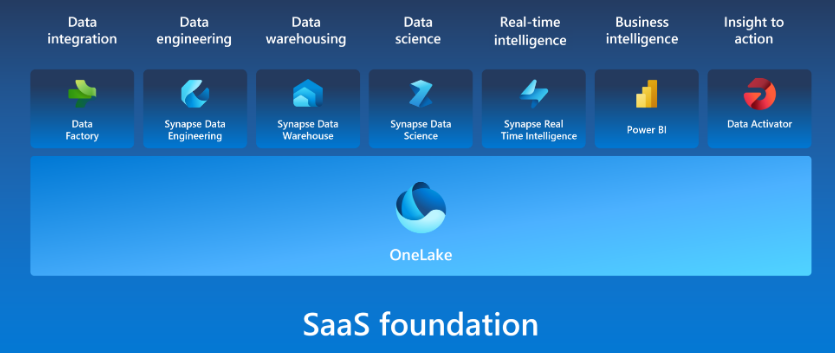 Data
integration
Data
engineering
Data
warehousing
Data
science
Real-time
intelligence
Business
intelligence
Insight to
action
Data
Factory
Synapse Data
Engineering
Synapse Data
Warehouse
Synapse Data
Science
Synapse Real
Time Intelligence
Power BI
Data Activator
OneLake
SaaS foundation